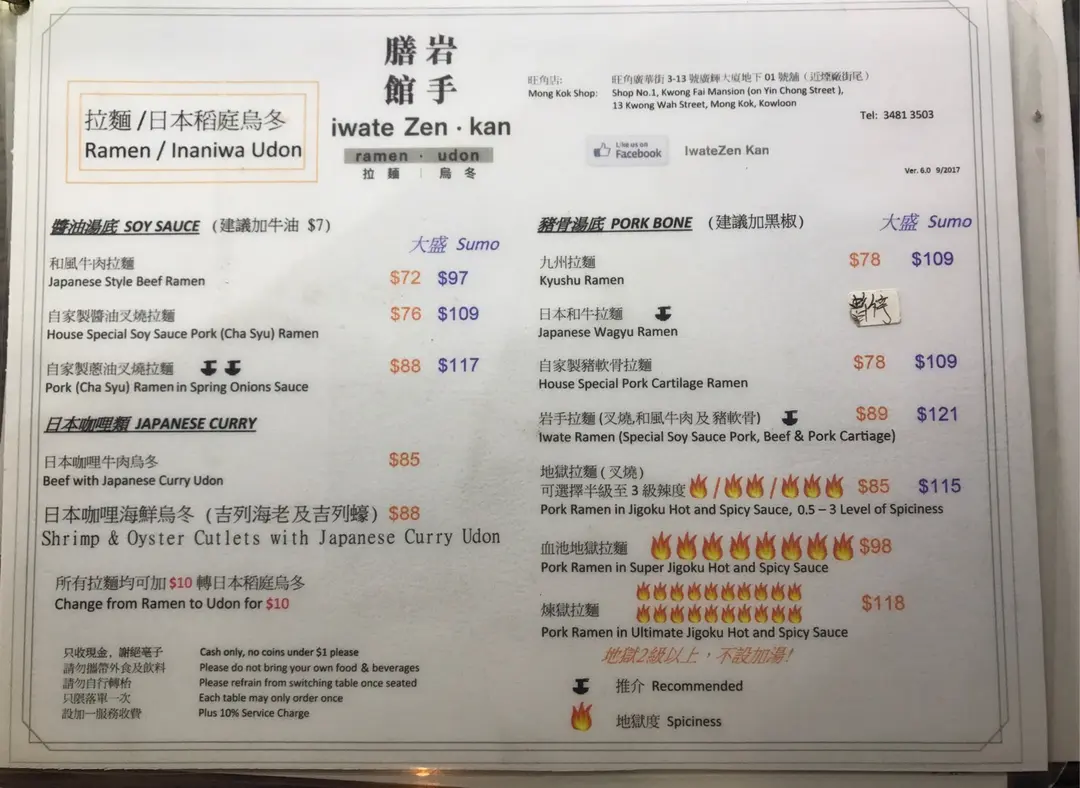 岩手
膳館
iwate Zen · kan
ramen · udon
拉麵 | 烏冬
拉麵 /日本稻庭烏冬
Ramen / Inaniwa Udon
旺角店: 旺角廣華街 3-13 號廣輝大廈地下 01 號舖（近煙廠街尾）
Mong Kok Shop: Shop No.1, Kwong Fai Mansion (on Yin Chong Street ),
13 Kwong Wah Street, Mong Kok, Kowloon
Tel: 3481 3503
Like us on
Facebook
IwateZen Kan
Ver. 6.0 9/2017
醬油湯底 SOY SAUCE (建議加牛油 $7)
大盛 Sumo
和風牛肉拉麵
Japanese Style Beef Ramen $72 $97
自家製醬油叉燒拉麵
House Special Soy Sauce Pork (Cha Syu) Ramen $76 $109
自家製蔥油叉燒拉麵
Pork (Cha Syu) Ramen in Spring Onions Sauce $88 $117
日本咖哩類 JAPANESE CURRY
日本咖哩牛肉烏冬 $85
Beef with Japanese Curry Udon
日本咖哩海鮮烏冬 (吉列海老及吉列蠔) $88
Shrimp & Oyster Cutlets with Japanese Curry Udon
所有拉麵均可加 $10 轉日本稻庭烏冬
Change from Ramen to Udon for $10
只收現金，謝絕毫子 Cash only, no coins under $1 please
請勿攜帶外食及飲料 Please do not bring your own food & beverages
請勿自行轉枱 Please refrain from switching table once seated
只限落單一次 Each table may only order once
設加一服務收費 Plus 10% Service Charge
豬骨湯底 PORK BONE (建議加黑椒)
大盛 Sumo
九州拉麵 $78 $109
Kyushu Ramen
日本和牛拉麵 暫停
Japanese Wagyu Ramen
自家製豬軟骨拉麵 $78 $109
House Special Pork Cartilage Ramen
岩手拉麵 (叉燒,和風牛肉 及 豬軟骨) $89 $121
Iwate Ramen (Special Soy Sauce Pork, Beef & Pork Cartiage)
地獄拉麵 ( 叉燒 )
可選擇半級至 3 級辣度 / / $85 $115
Pork Ramen in Jigoku Hot and Spicy Sauce, 0.5 – 3 Level of Spiciness
血池地獄拉麵 $98
Pork Ramen in Super Jigoku Hot and Spicy Sauce
煉獄拉麵 $118
Pork Ramen in Ultimate Jigoku Hot and Spicy Sauce
地獄2級以上，不設加湯!
推介 Recommended
地獄度 Spiciness